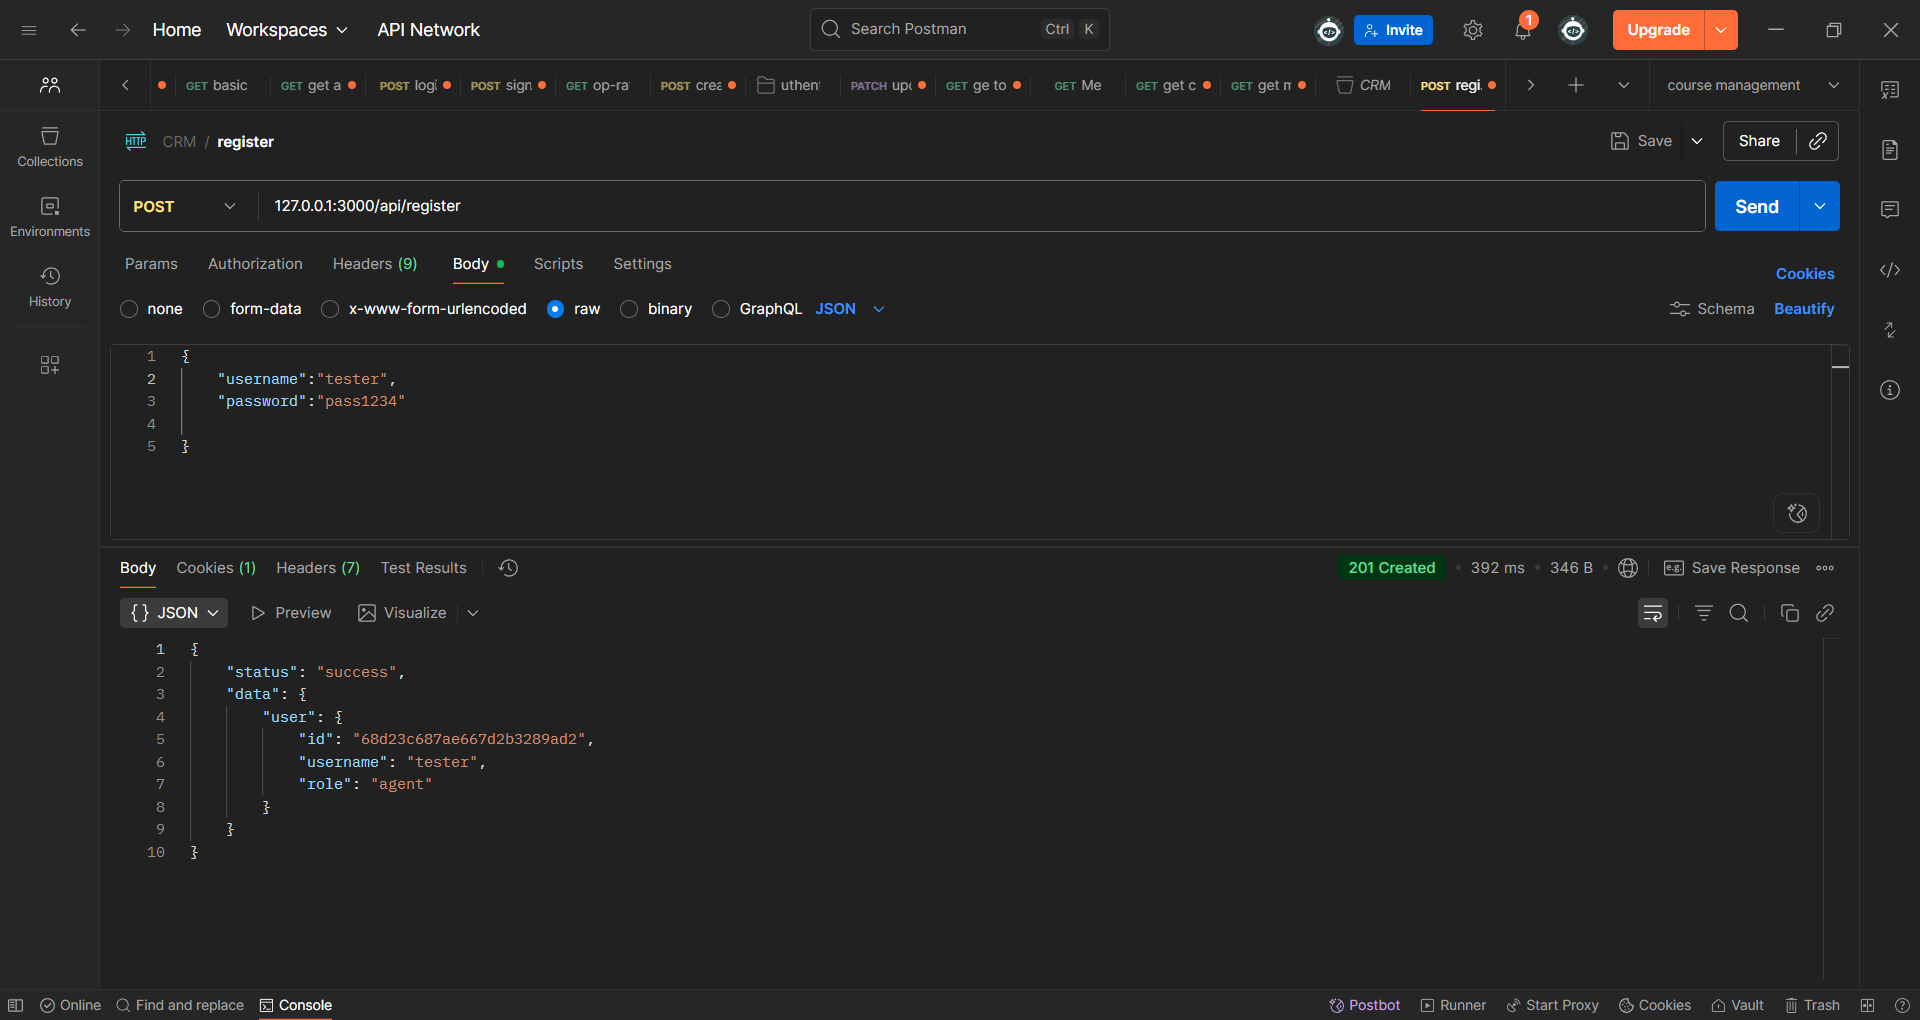 Home Workspaces API Network Search Postman Ctrl K Invite 1 Upgrade
GET basic GET get a POST logi POST sign GET op-ra POST crea uthen PATCH upd GET ge to GET Me GET get c GET get m CRM POST regi course management
Collections
Environments
History
HTTP CRM / register Save Share
POST 127.0.0.1:3000/api/register Send
Params Authorization Headers (9) Body Scripts Settings Cookies
none form-data x-www-form-urlencoded raw binary GraphQL JSON Schema Beautify
1 {
2 "username":"tester",
3 "password":"pass1234"
4
5 }
Body Cookies (1) Headers (7) Test Results 201 Created 392 ms 346 B e.g. Save Response
{} JSON Preview Visualize
1 {
2 "status": "success",
3 "data": {
4 "user": {
5 "id": "68d23c687ae667d2b3289ad2",
6 "username": "tester",
7 "role": "agent"
8 }
9 }
10 }
Online Find and replace Console Postbot Runner Start Proxy Cookies Vault Trash